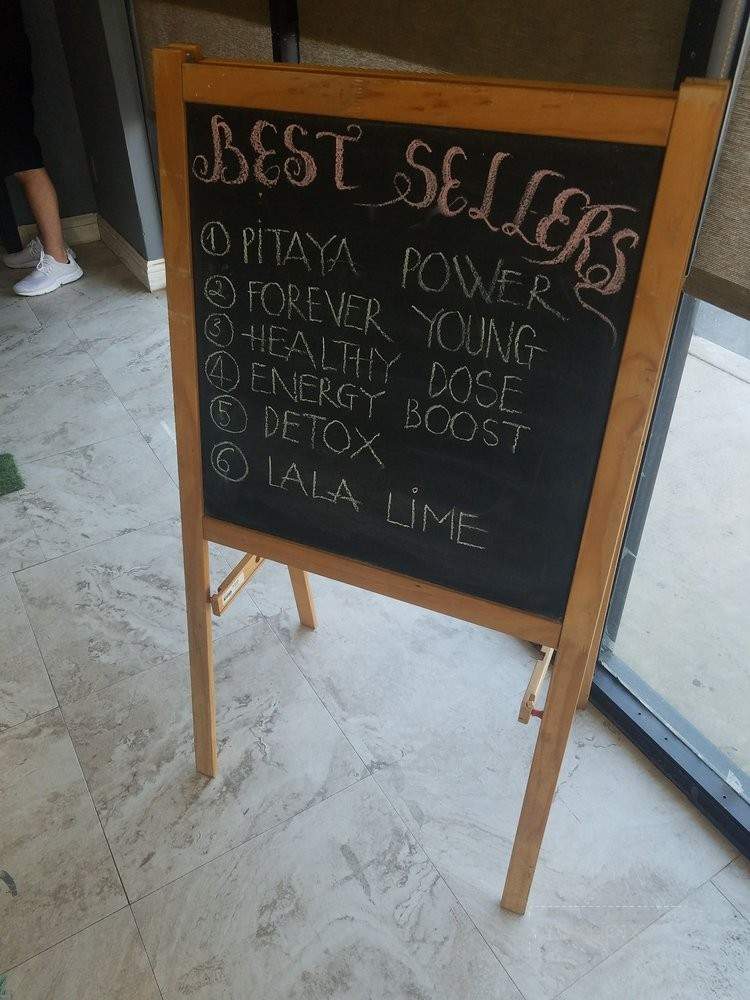 BEST SELLERS
① PiTAYA POWER
② FOREVER YOUNG
③ HEALTHY DOSE
④ ENERGY BOOST
⑤ DETOX
⑥ LALA LiME